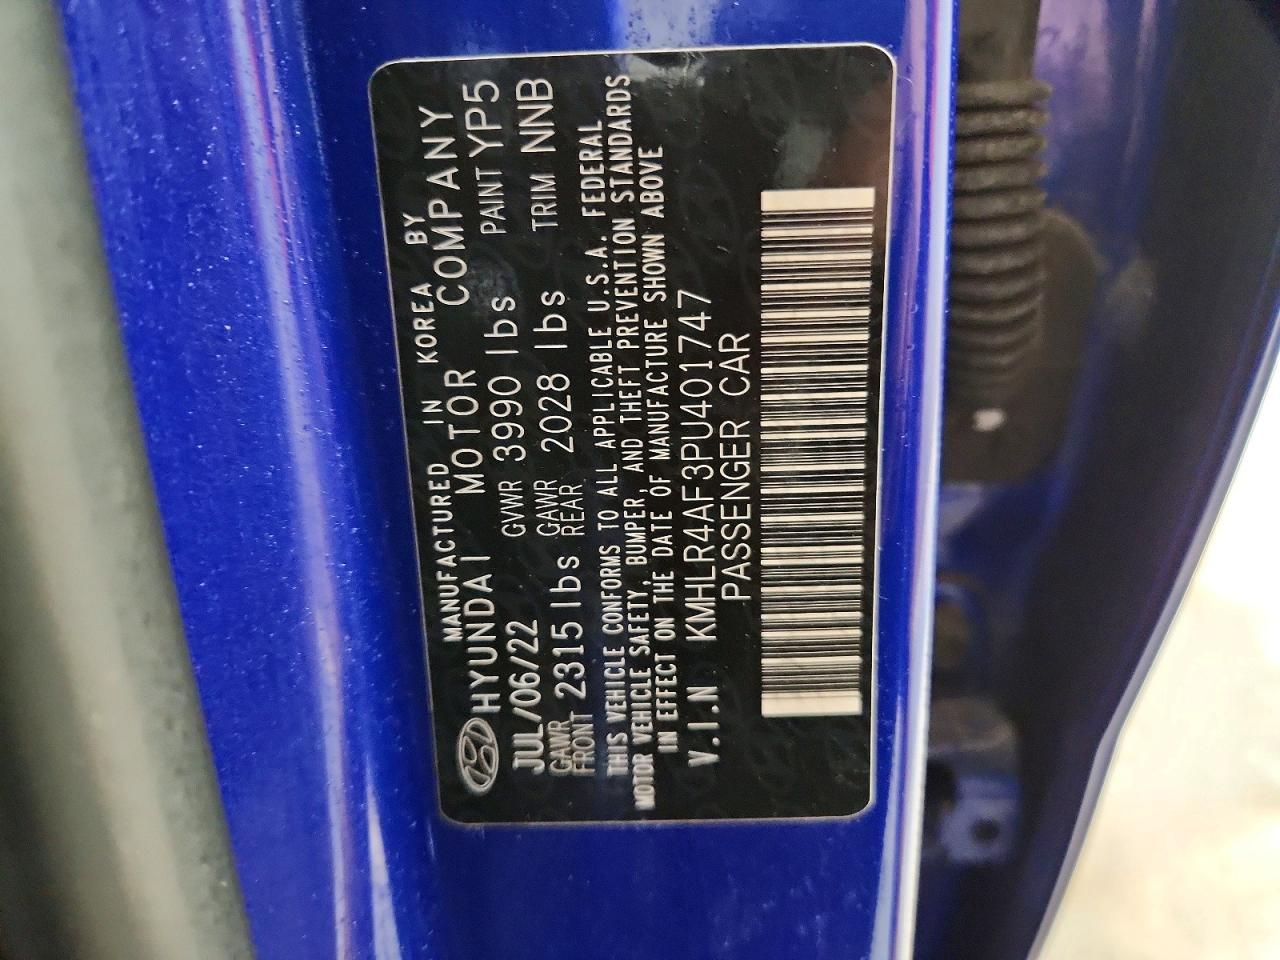 MANUFACTURED IN KOREA BY
HYUNDAI MOTOR COMPANY
JUL/06/22 GVWR 3990 lbs PAINT YP5
GAWR FRONT 2315 lbs GAWR REAR 2028 lbs TRIM NNB
THIS VEHICLE CONFORMS TO ALL APPLICABLE U.S.A. FEDERAL
MOTOR VEHICLE SAFETY, BUMPER, AND THEFT PREVENTION STANDARDS
IN EFFECT ON THE DATE OF MANUFACTURE SHOWN ABOVE
V.I.N KMHLR4AF3PU401747
PASSENGER CAR